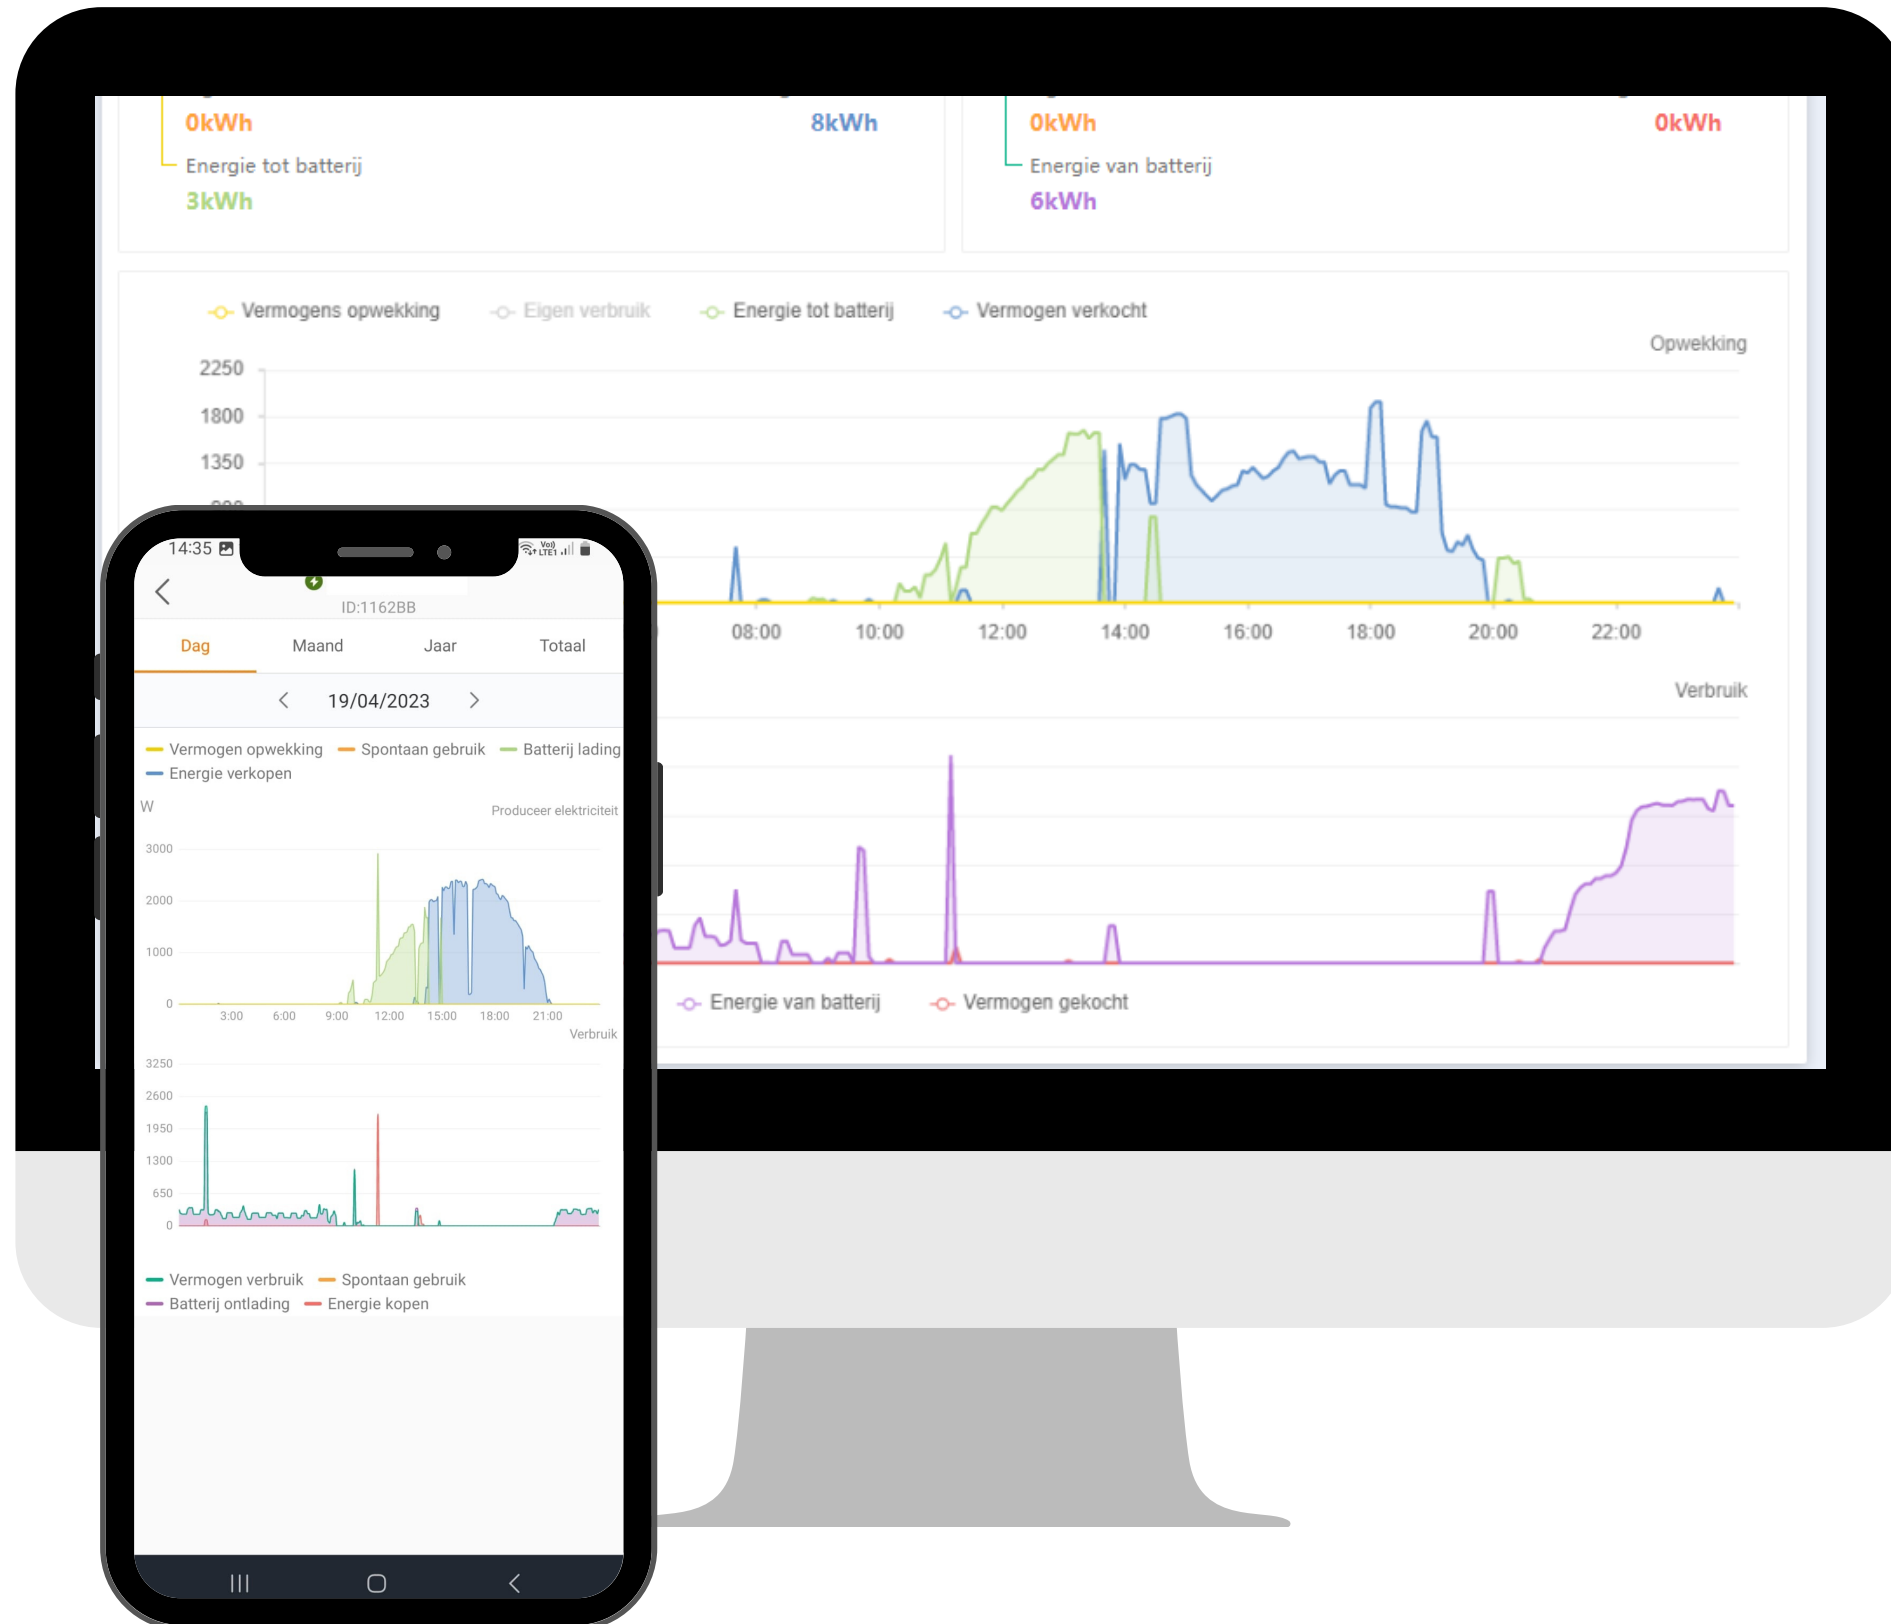 0kWh 8kWh 0kWh 0kWh
Energie tot batterij Energie van batterij
3kWh 6kWh
Vermogens opwekking Eigen verbruik Energie tot batterij Vermogen verkocht
Opwekking
2250
1800
1350
08:00 10:00 12:00 14:00 16:00 18:00 20:00 22:00
Verbruik
Energie van batterij Vermogen gekocht
14:35 Vo)) LTE1
ID:1162BB
Dag Maand Jaar Totaal
19/04/2023
Vermogen opwekking Spontaan gebruik Batterij lading
Energie verkopen
W Produceer elektriciteit
3000
2000
1000
0
3:00 6:00 9:00 12:00 15:00 18:00 21:00
Verbruik
3250
2600
1950
1300
650
0
Vermogen verbruik Spontaan gebruik
Batterij ontlading Energie kopen